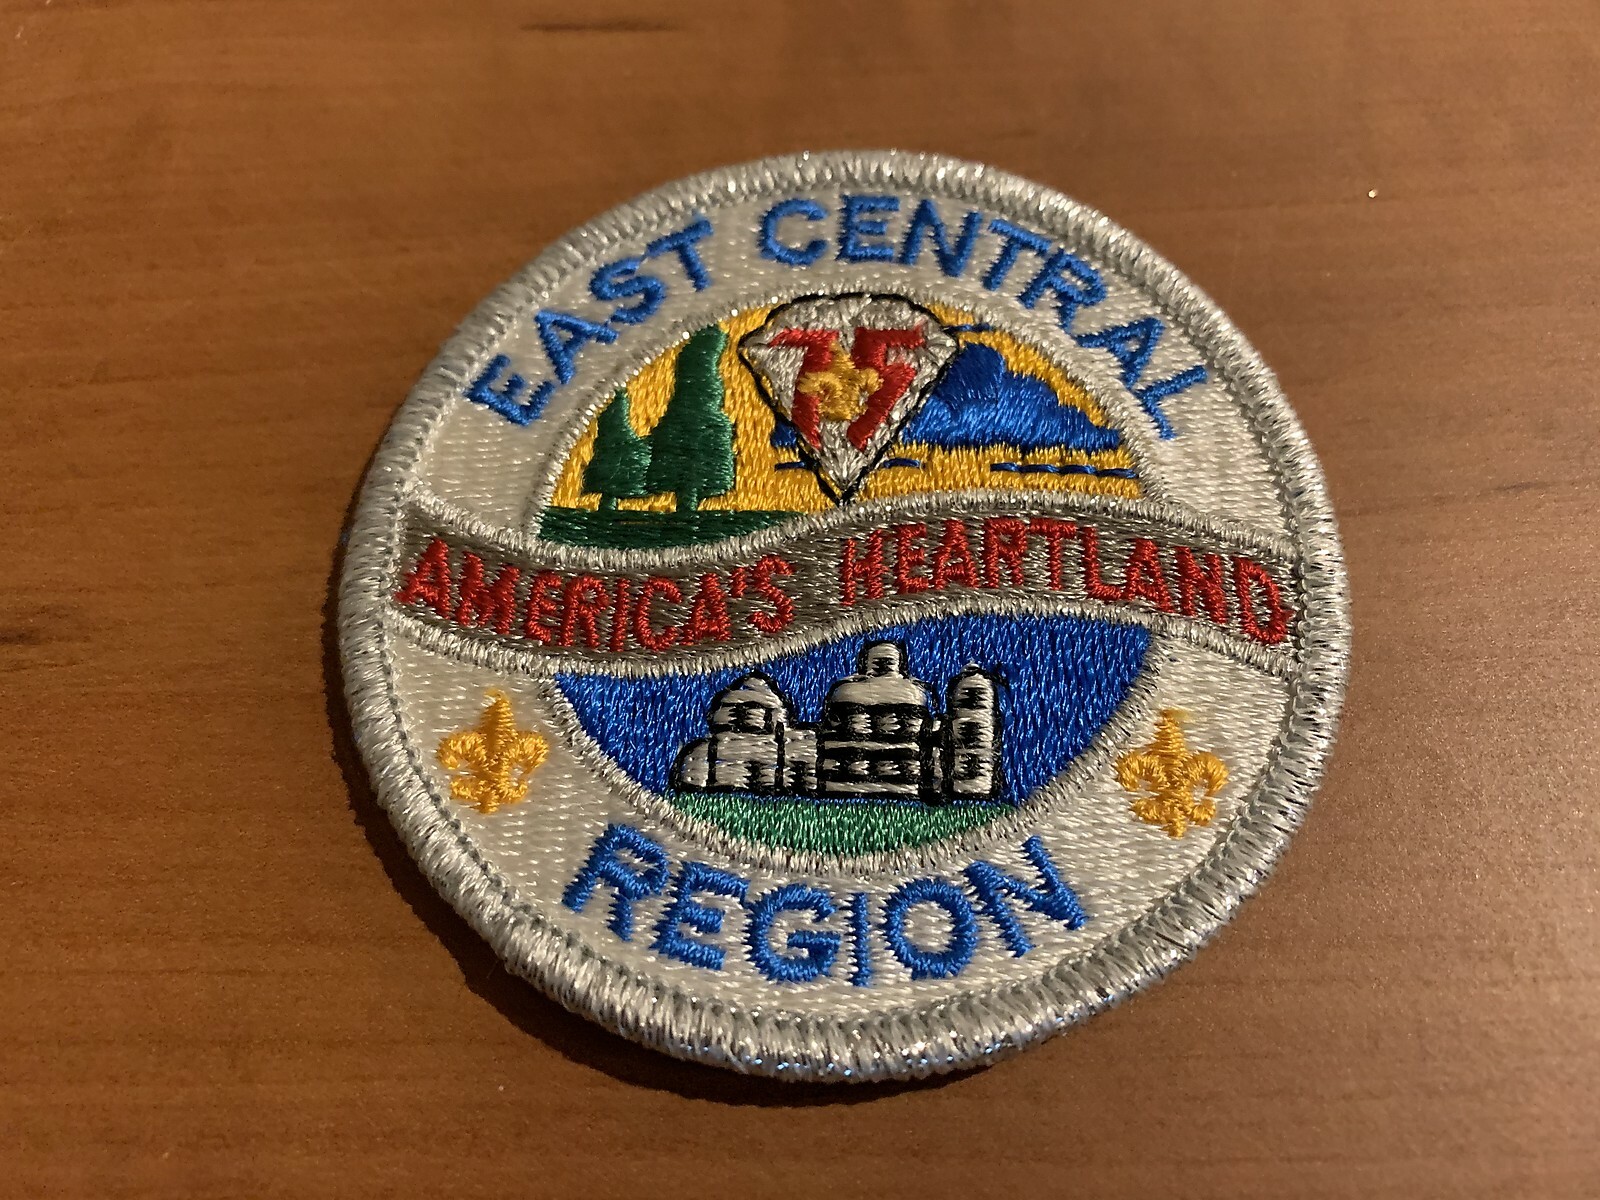 EAST CENTRAL
75
AMERICA'S HEARTLAND
REGION